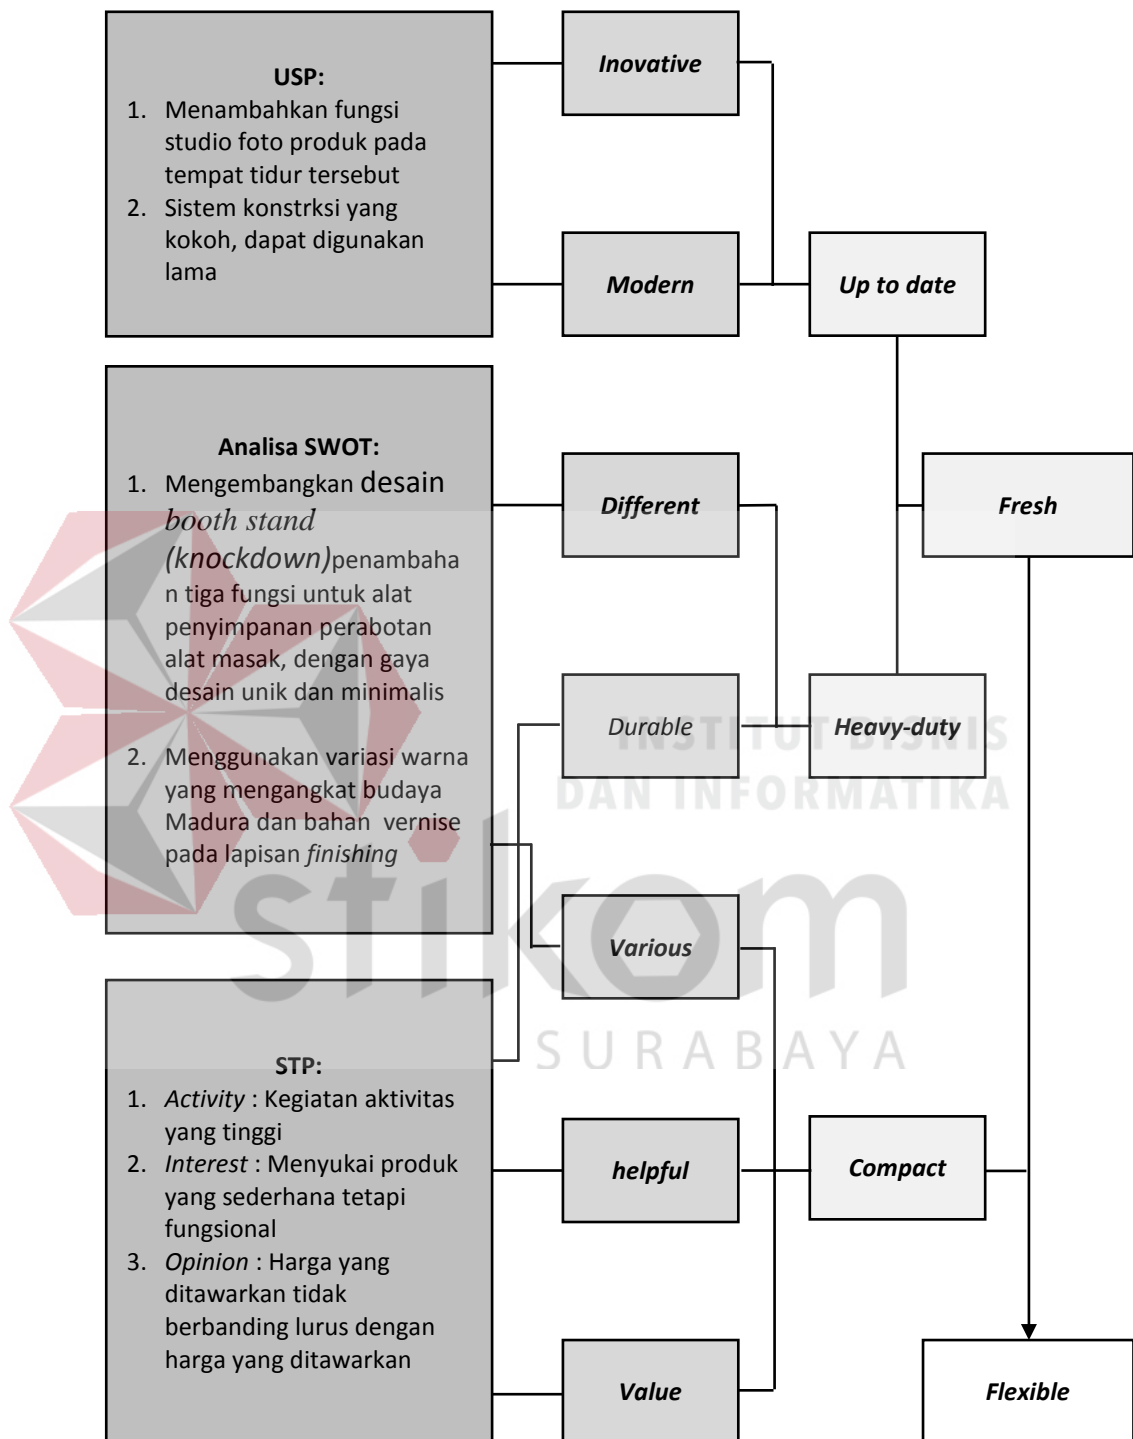 USP:
1. Menambahkan fungsi
studio foto produk pada
tempat tidur tersebut
2. Sistem konstrksi yang
kokoh, dapat digunakan
lama
Inovative
Modern
Up to date
Analisa SWOT:
1. Mengembangkan desain
booth stand
(knockdown)penambaha
n tiga fungsi untuk alat
penyimpanan perabotan
alat masak, dengan gaya
desain unik dan minimalis
2. Menggunakan variasi warna
yang mengangkat budaya
Madura dan bahan vernise
pada lapisan finishing
Different
Fresh
Durable
Heavy-duty
INSTITUT BISNIS
DAN INFORMATIKA
stikom
SURABAYA
Various
STP:
1. Activity : Kegiatan aktivitas
yang tinggi
2. Interest : Menyukai produk
yang sederhana tetapi
fungsional
3. Opinion : Harga yang
ditawarkan tidak
berbanding lurus dengan
harga yang ditawarkan
helpful
Compact
Value
Flexible